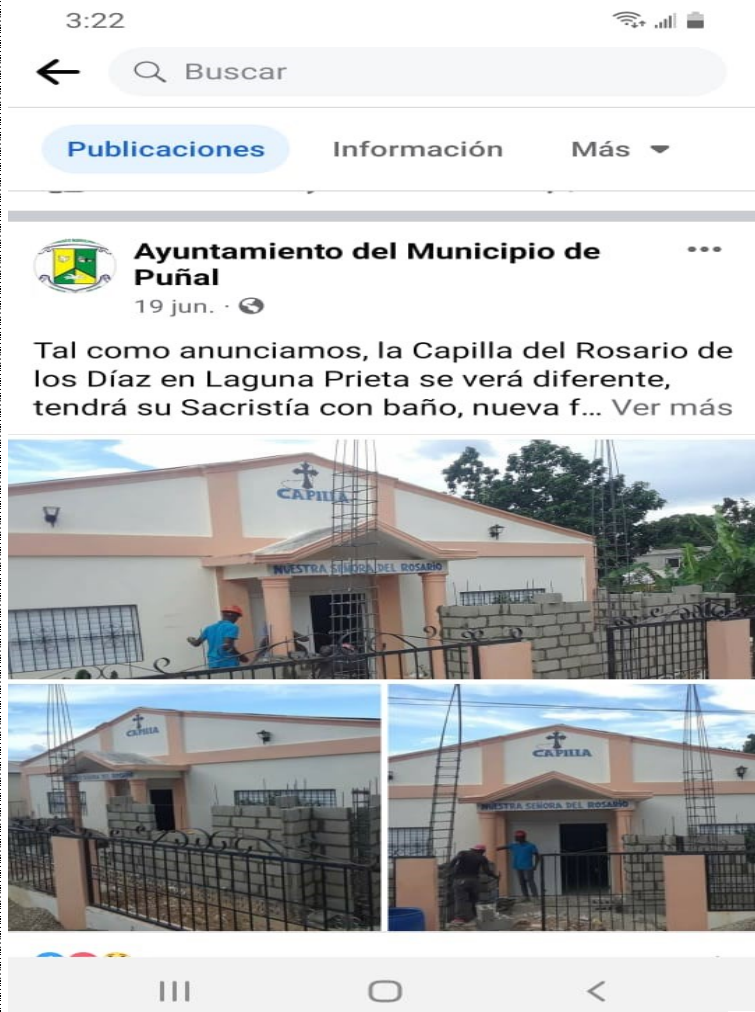 3:22
Buscar
Publicaciones Información Más
Ayuntamiento del Municipio de
Puñal
19 jun. ·
Tal como anunciamos, la Capilla del Rosario de
los Díaz en Laguna Prieta se verá diferente,
tendrá su Sacristía con baño, nueva f... Ver más
CAPILLA
NUESTRA SEÑORA DEL ROSARIO
CAPILLA
CAPILLA
NUESTRA SEÑORA DEL ROSARIO